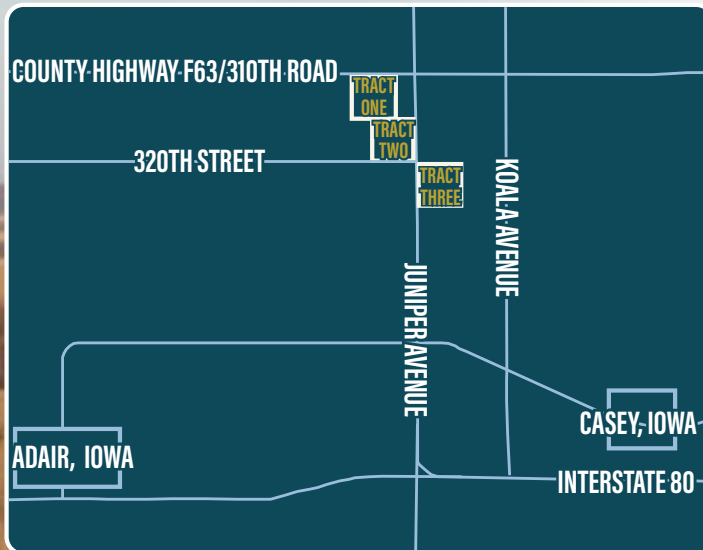 COUNTY HIGHWAY F63/310TH ROAD
TRACT
ONE
TRACT
TWO
320TH STREET
TRACT
THREE
KOALA AVENUE
JUNIPER AVENUE
CASEY, IOWA
ADAIR, IOWA
INTERSTATE 80